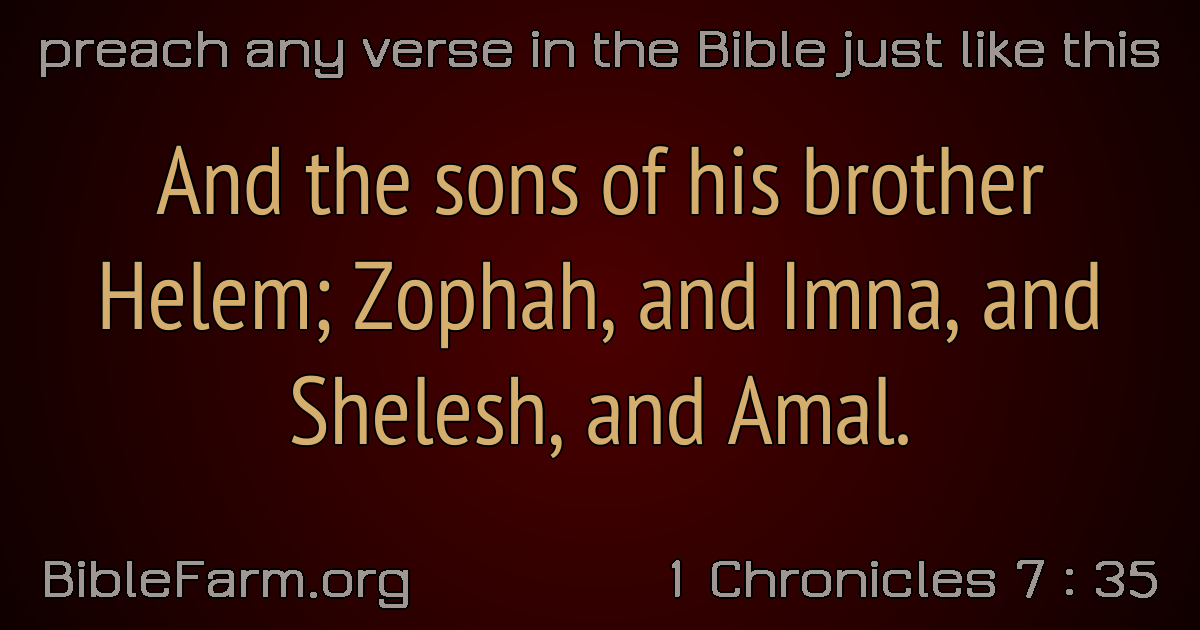 preach any verse in the Bible just like this
And the sons of his brother
Helem; Zophah, and Imna, and
Shelesh, and Amal.
BibleFarm.org 1 Chronicles 7 : 35